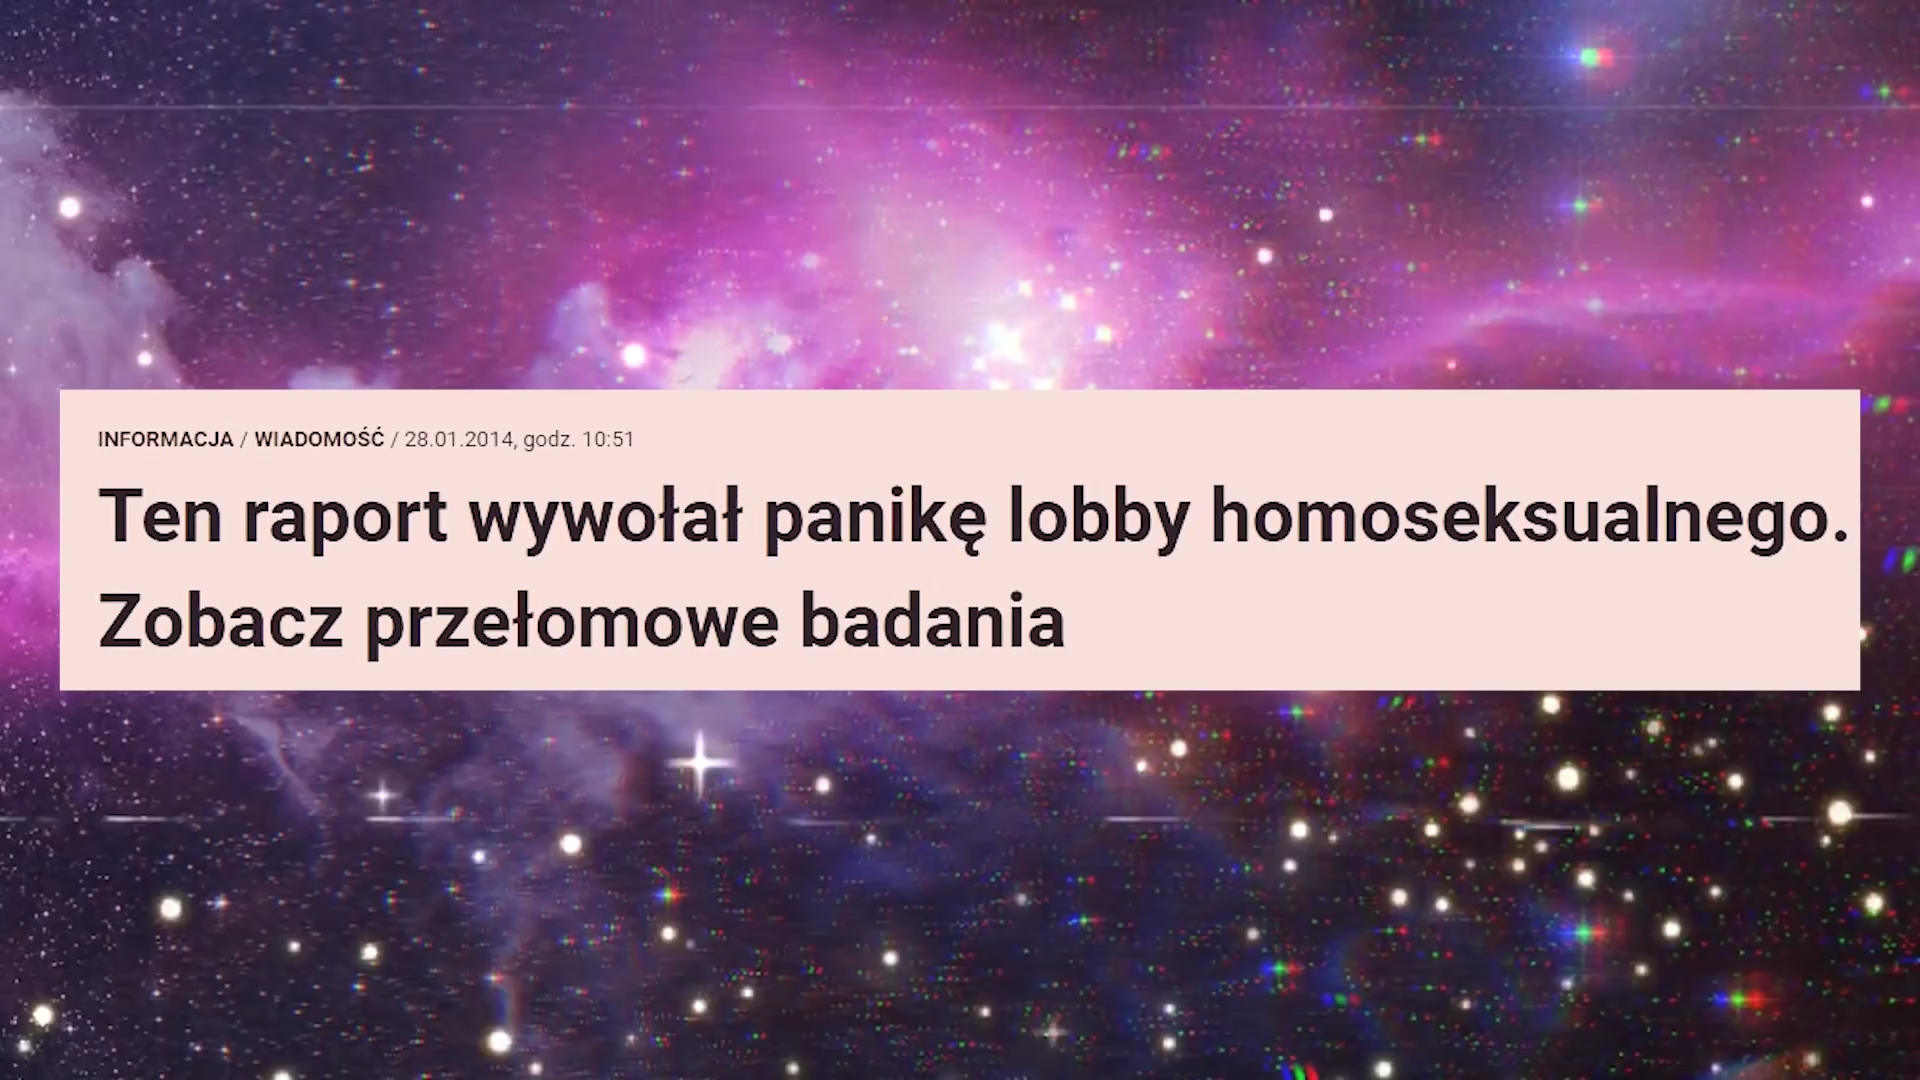 INFORMACJA / WIADOMOŚĆ / 28.01.2014, godz. 10:51
Ten raport wywołał panikę lobby homoseksualnego.
Zobacz przełomowe badania